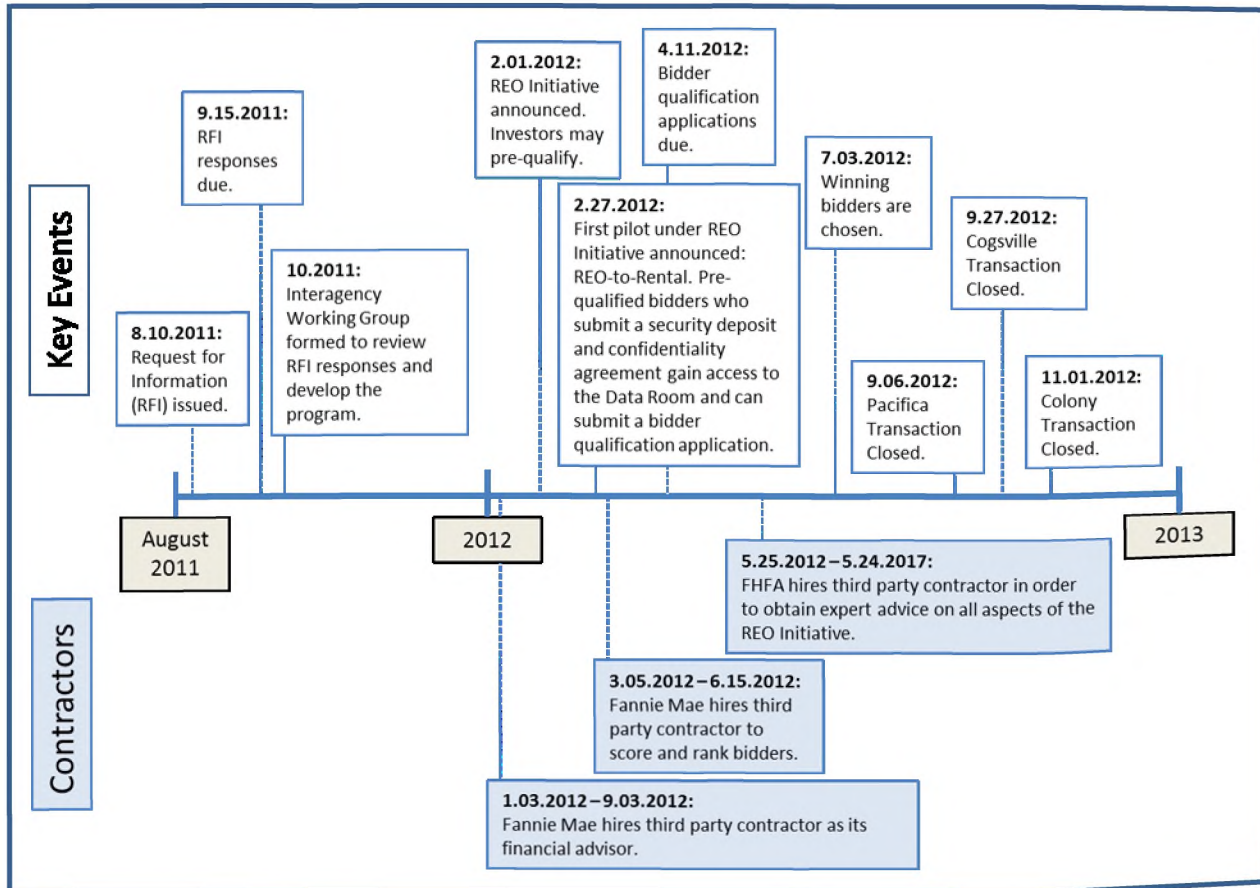 Key Events
8.10.2011:
Request for
Information
(RFI) issued.
9.15.2011:
RFI
responses
due.
10.2011:
Interagency
Working Group
formed to review
RFI responses and
develop the
program.
2.01.2012:
REO Initiative
announced.
Investors may
pre-qualify.
2.27.2012:
First pilot under REO
Initiative announced:
REO-to-Rental. Pre-
qualified bidders who
submit a security deposit
and confidentiality
agreement gain access to
the Data Room and can
submit a bidder
qualification application.
4.11.2012:
Bidder
qualification
applications
due.
7.03.2012:
Winning
bidders are
chosen.
9.06.2012:
Pacifica
Transaction
Closed.
9.27.2012:
Cogsville
Transaction
Closed.
11.01.2012:
Colony
Transaction
Closed.
August
2011
2012
2013
Contractors
5.25.2012–5.24.2017:
FHFA hires third party contractor in order
to obtain expert advice on all aspects of the
REO Initiative.
3.05.2012–6.15.2012:
Fannie Mae hires third
party contractor to
score and rank bidders.
1.03.2012–9.03.2012:
Fannie Mae hires third party contractor as its
financial advisor.